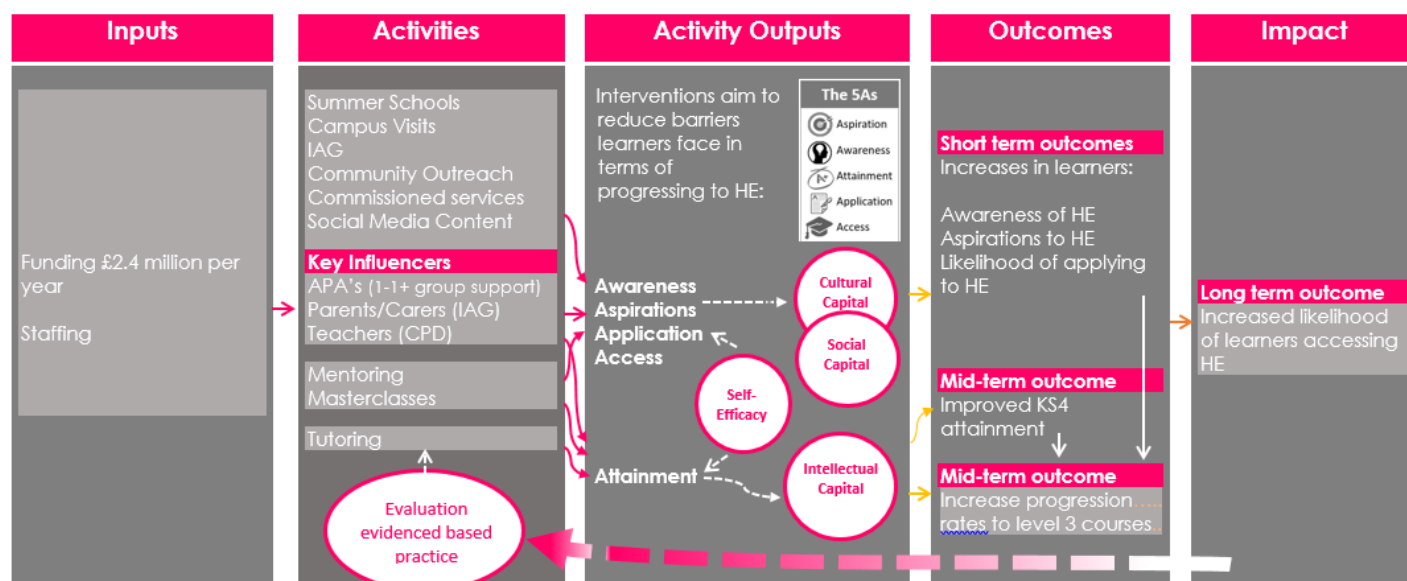 Inputs
Funding £2.4 million per
year
Staffing
Activities
Summer Schools
Campus Visits
IAG
Community Outreach
Commissioned services
Social Media Content
Key Influencers
APA's (1-1+ group support)
Parents/Carers (IAG)
Teachers (CPD)
Mentoring
Masterclasses
Tutoring
Evaluation
evidenced based
practice
Activity Outputs
Interventions aim to
reduce barriers
learners face in
terms of
progressing to HE:
The 5As
Aspiration
Awareness
Attainment
Application
Access
Awareness
Aspirations
Application
Access
Attainment
Cultural
Capital
Social
Capital
Self-
Efficacy
Intellectual
Capital
Outcomes
Short term outcomes
Increases in learners:
Awareness of HE
Aspirations to HE
Likelihood of applying
to HE
Mid-term outcome
Improved KS4
attainment
Mid-term outcome
Increase progression.....
rates to level 3 courses..
Impact
Long term outcome
Increased likelihood
of learners accessing
HE